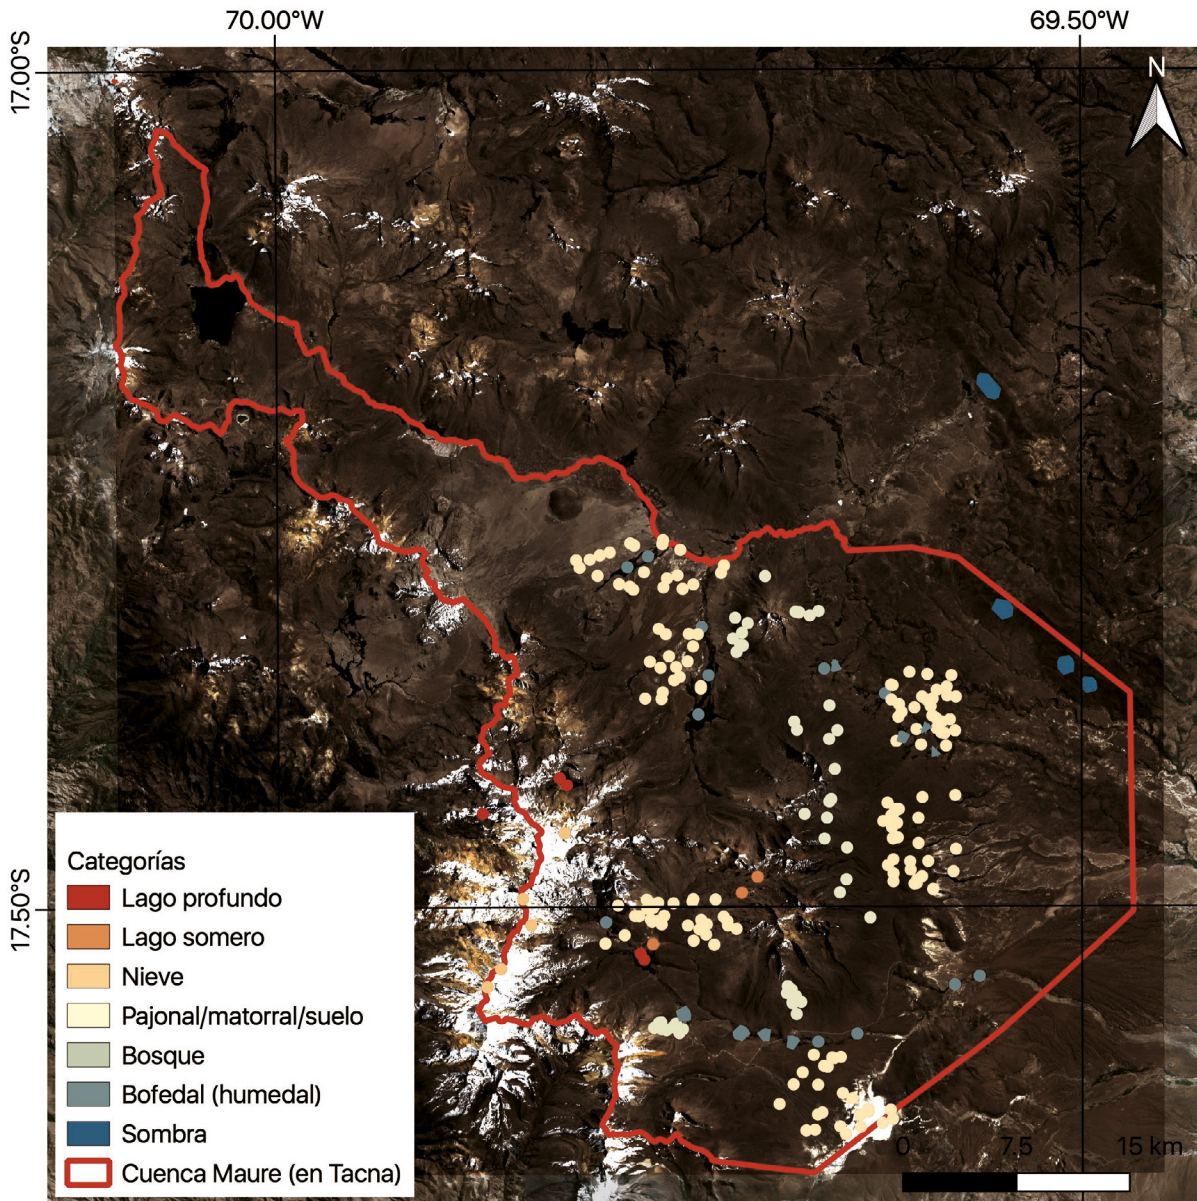 70.00°W 69.50°W
17.00°S
N
17.50°S
Categorías
Lago profundo
Lago somero
Nieve
Pajonal/matorral/suelo
Bosque
Bofedal (humedal)
Sombra
Cuenca Maure (en Tacna)
0 7.5 15 km